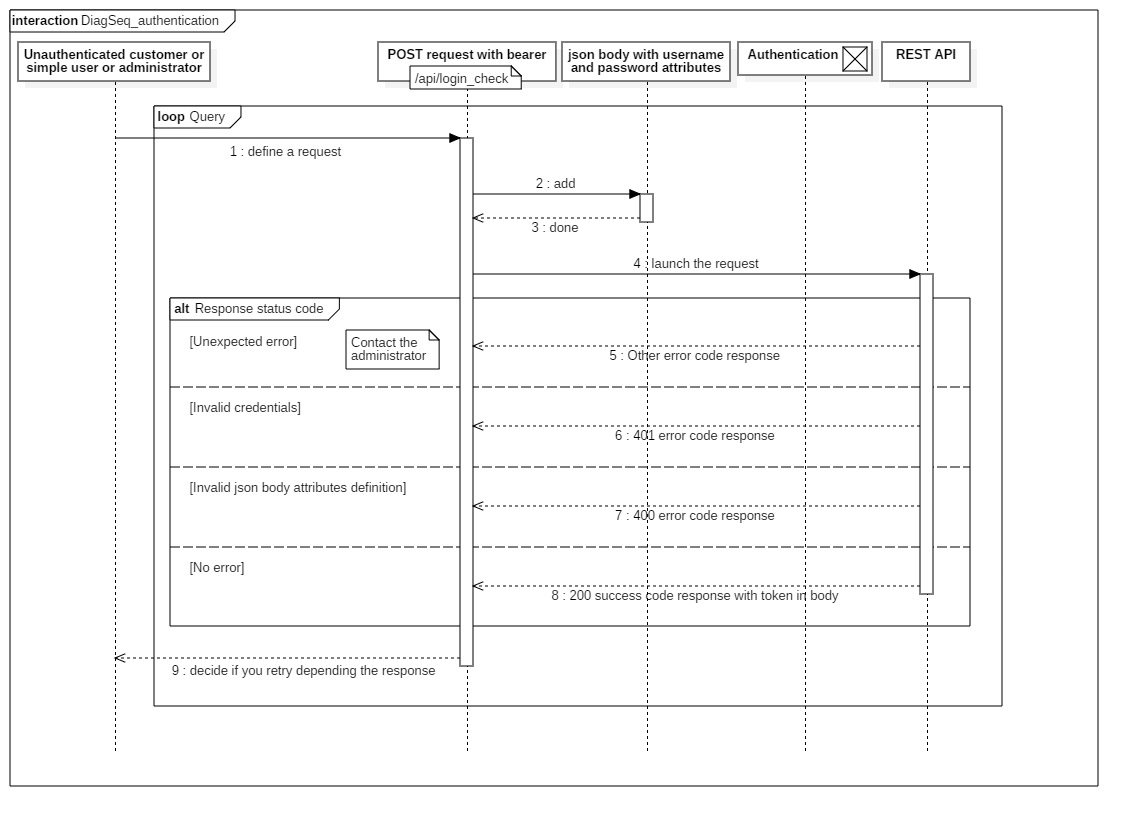 interaction DiagSeq_authentication
Unauthenticated customer or
simple user or administrator
POST request with bearer
/api/login_check
json body with username
and password attributes
Authentication
REST API
loop Query
1 : define a request
2 : add
3 : done
4 : launch the request
alt Response status code
[Unexpected error]
Contact the
administrator
5 : Other error code response
[Invalid credentials]
6 : 401 error code response
[Invalid json body attributes definition]
7 : 400 error code response
[No error]
8 : 200 success code response with token in body
9 : decide if you retry depending the response